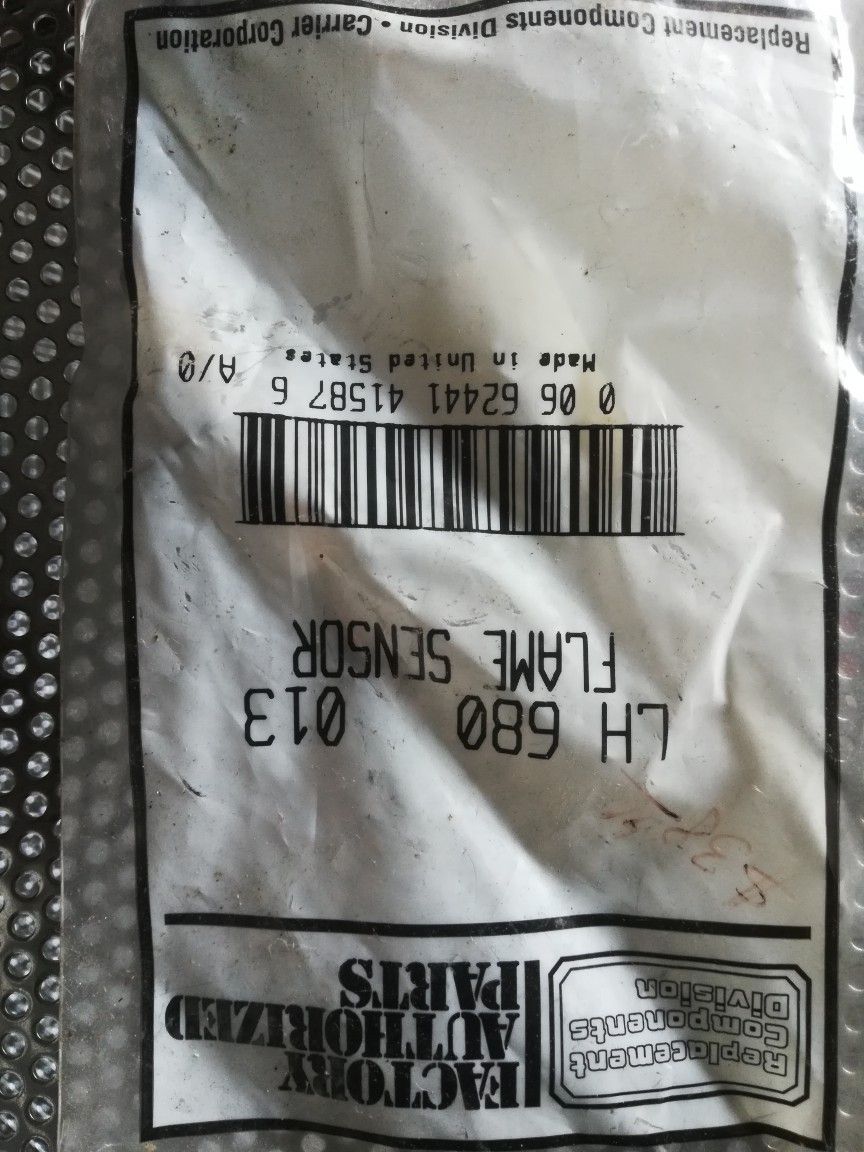 Replacement
Components
Division
FACTORY
AUTHORIZED
PARTS
LH 680 013
FLAME SENSOR
0 06 62441 41587 6
Made in United States A/0
Replacement Components Division • Carrier Corporation